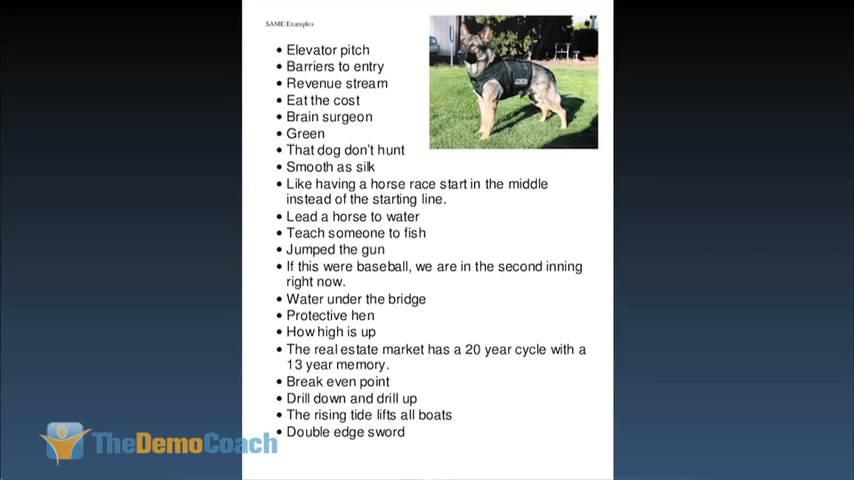 SAME Examples
• Elevator pitch
• Barriers to entry
• Revenue stream
• Eat the cost
• Brain surgeon
• Green
• That dog don't hunt
• Smooth as silk
• Like having a horse race start in the middle
instead of the starting line.
• Lead a horse to water
• Teach someone to fish
• Jumped the gun
• If this were baseball, we are in the second inning
right now.
• Water under the bridge
• Protective hen
• How high is up
• The real estate market has a 20 year cycle with a
13 year memory.
• Break even point
• Drill down and drill up
• The rising tide lifts all boats
• Double edge sword
TheDemoCoach